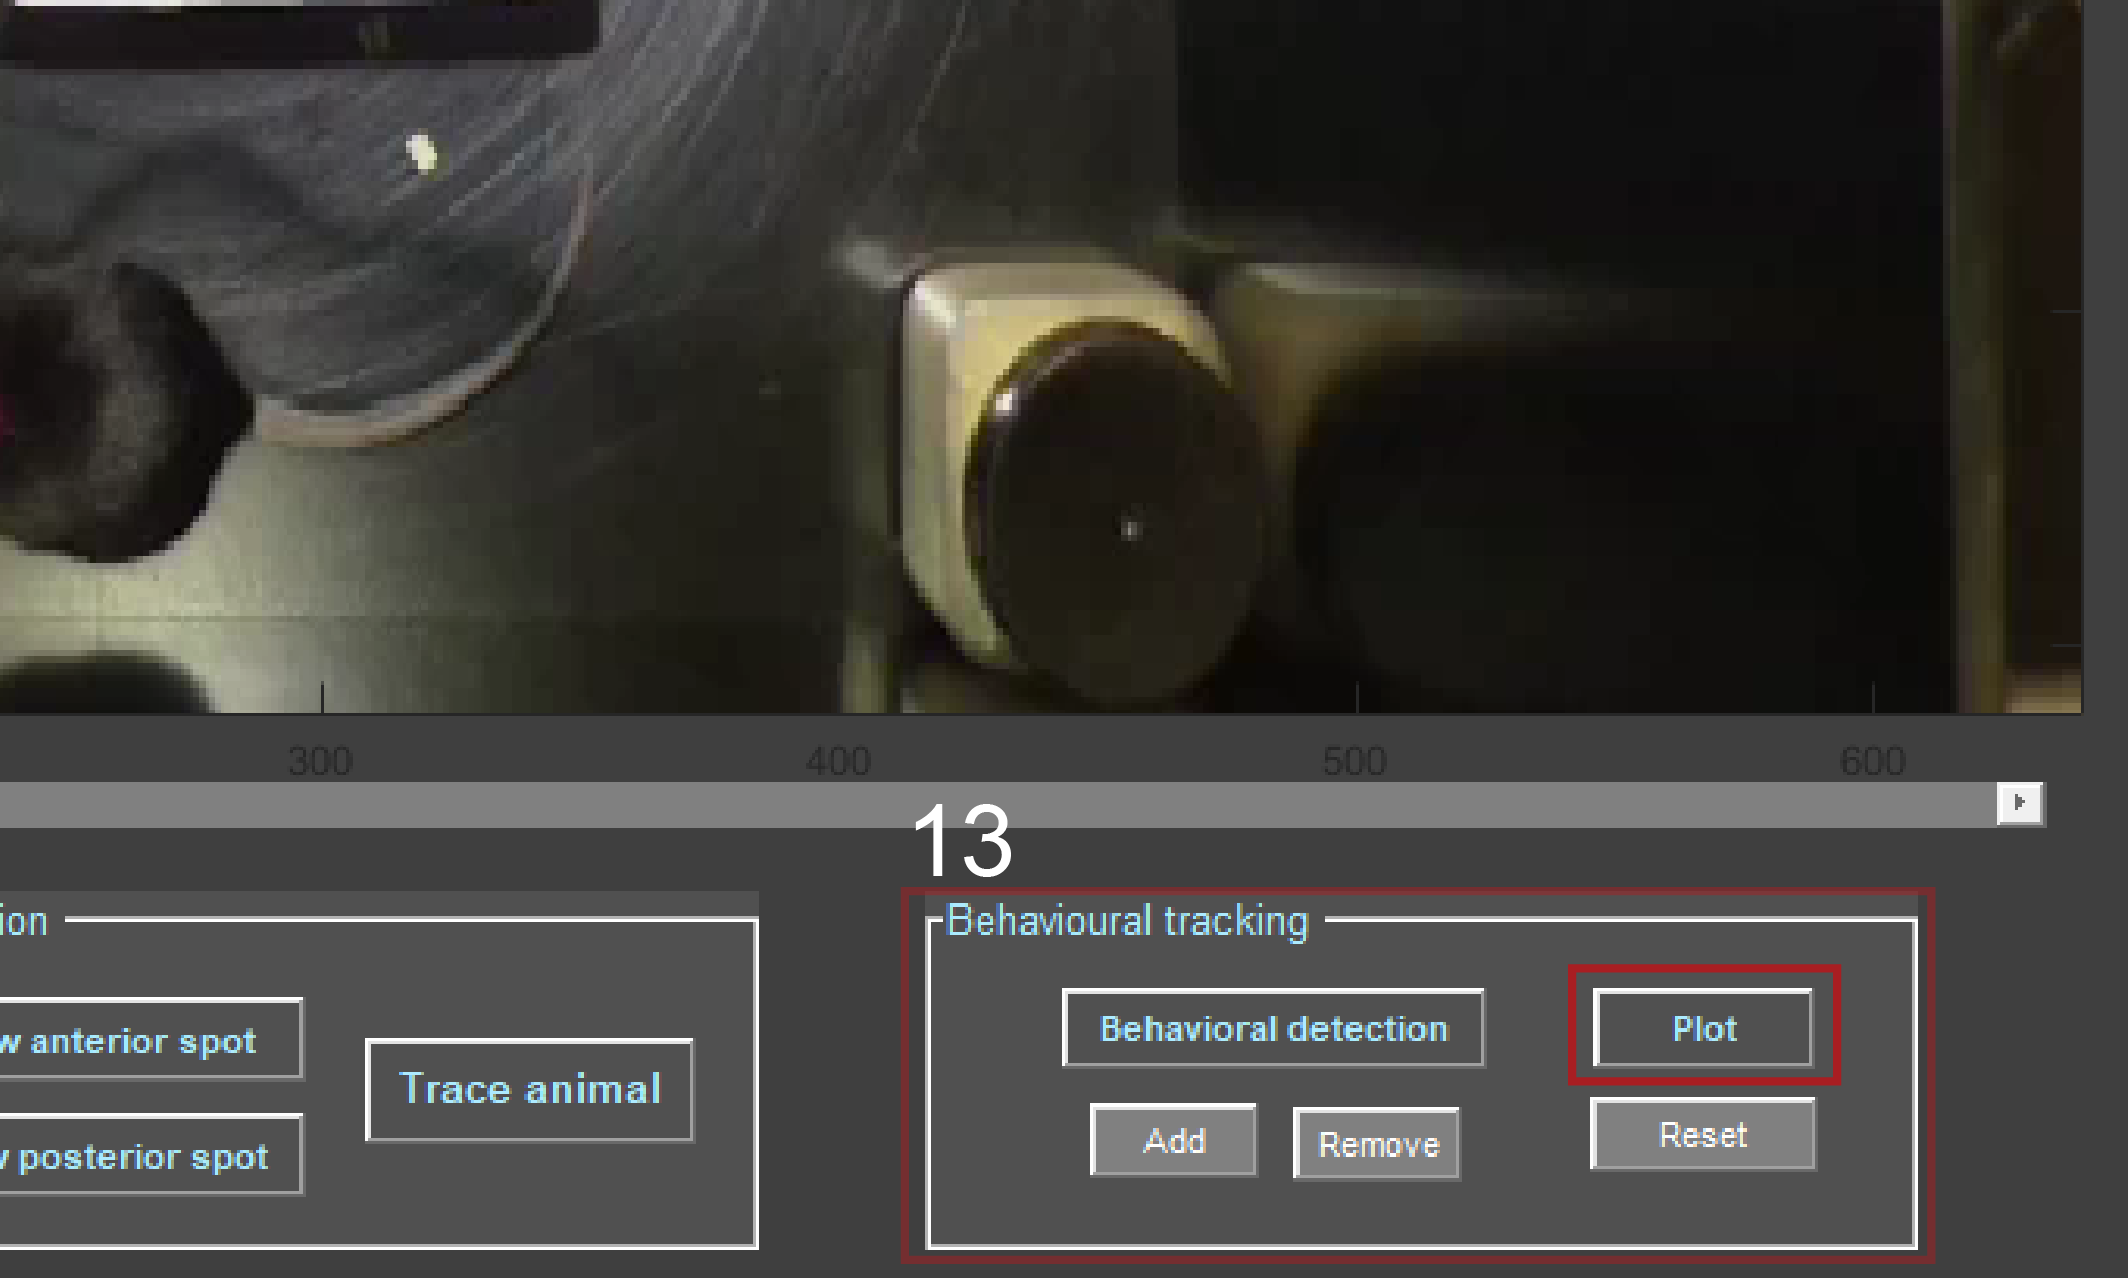 300 400 500 600
13
ion
Behavioural tracking
w anterior spot
Trace animal
posterior spot
Behavioral detection
Plot
Add
Remove
Reset